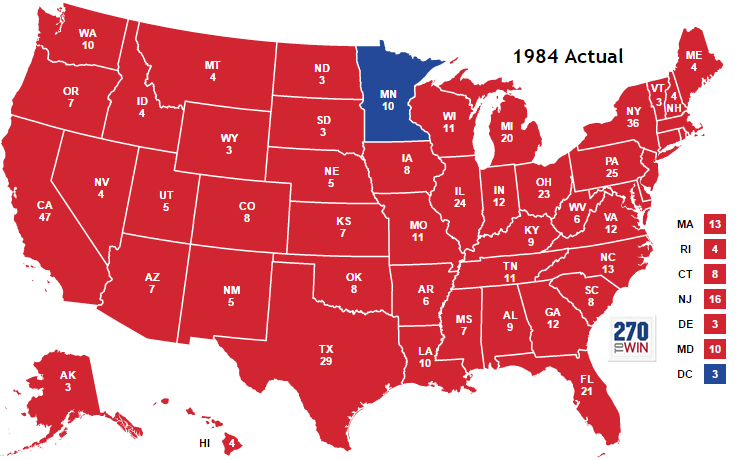 1984 Actual
WA
10
OR
7
CA
47
ID
4
NV
4
MT
4
WY
3
UT
5
AZ
7
CO
8
NM
5
ND
3
SD
3
NE
5
KS
7
OK
8
TX
29
MN
10
IA
8
MO
11
AR
6
LA
10
WI
11
IL
24
MI
20
IN
12
OH
23
KY
9
TN
11
MS
7
AL
9
GA
12
FL
21
SC
8
NC
13
VA
12
WV
6
PA
25
NY
36
VT
3
4
NH
ME
4
AK
3
HI 4
MA 13
RI 4
CT 8
NJ 16
DE 3
MD 10
DC 3
270
TO WIN